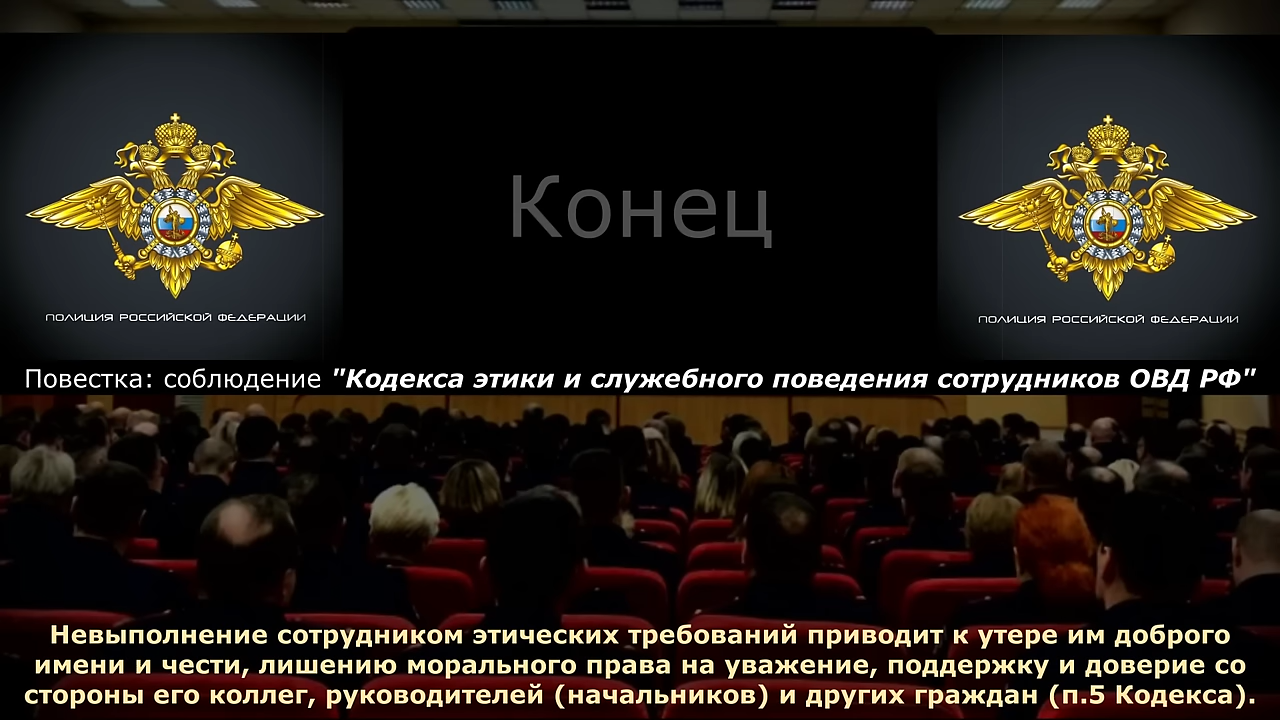 Конец
ПОЛИЦИЯ РОССИЙСКОЙ ФЕДЕРАЦИИ
ПОЛИЦИЯ РОССИЙСКОЙ ФЕДЕРАЦИИ
Повестка: соблюдение "Кодекса этики и служебного поведения сотрудников ОВД РФ"
Невыполнение сотрудником этических требований приводит к утере им доброго
имени и чести, лишению морального права на уважение, поддержку и доверие со
стороны его коллег, руководителей (начальников) и других граждан (п.5 Кодекса).